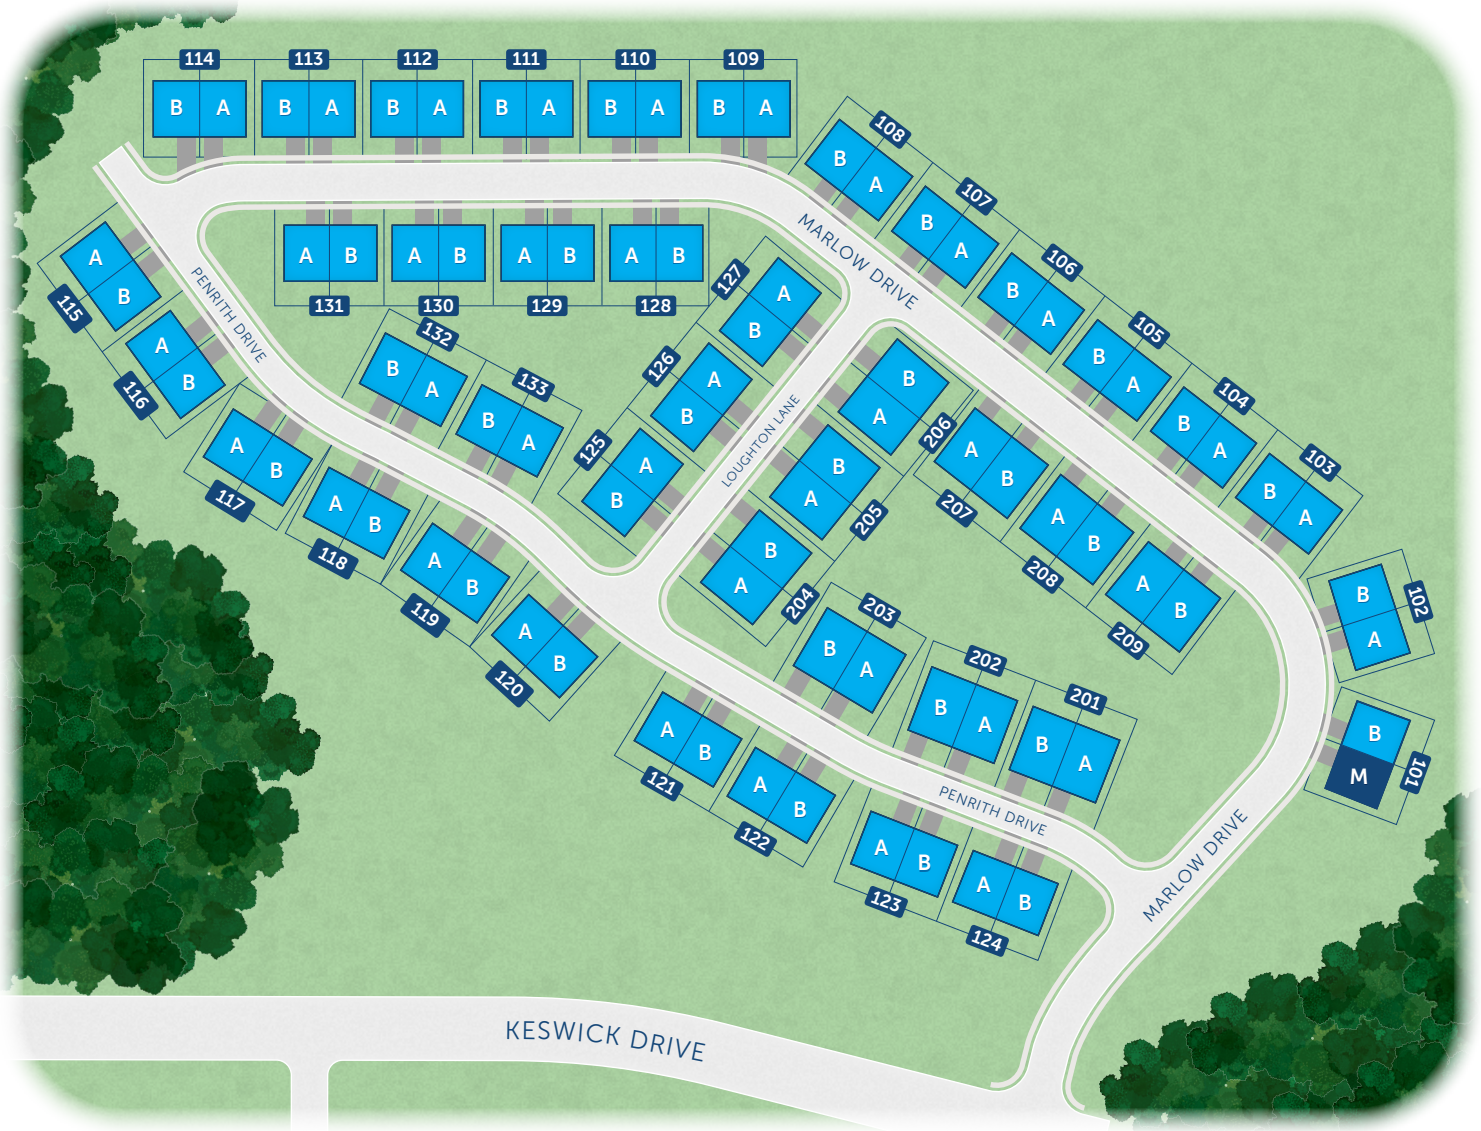 114
113
112
111
110
109
B A
B A
B A
B A
B A
B A
108
B A
107
B A
106
B A
105
B A
104
B A
103
B A
102
B
A
101
B
M
MARLOW DRIVE
115
A
B
116
A
B
PENRITH DRIVE
A B
131
A B
130
A B
129
A B
128
127
A
B
126
A
B
125
A
B
132
B A
133
B A
LOUGHTON LANE
B
A
206
B
A
205
B
A
204
A B
207
A B
208
A B
209
A B
117
A B
118
A B
119
A B
120
203
B A
202
B A
201
B A
A B
121
A B
122
PENRITH DRIVE
A B
123
A B
124
MARLOW DRIVE
KESWICK DRIVE